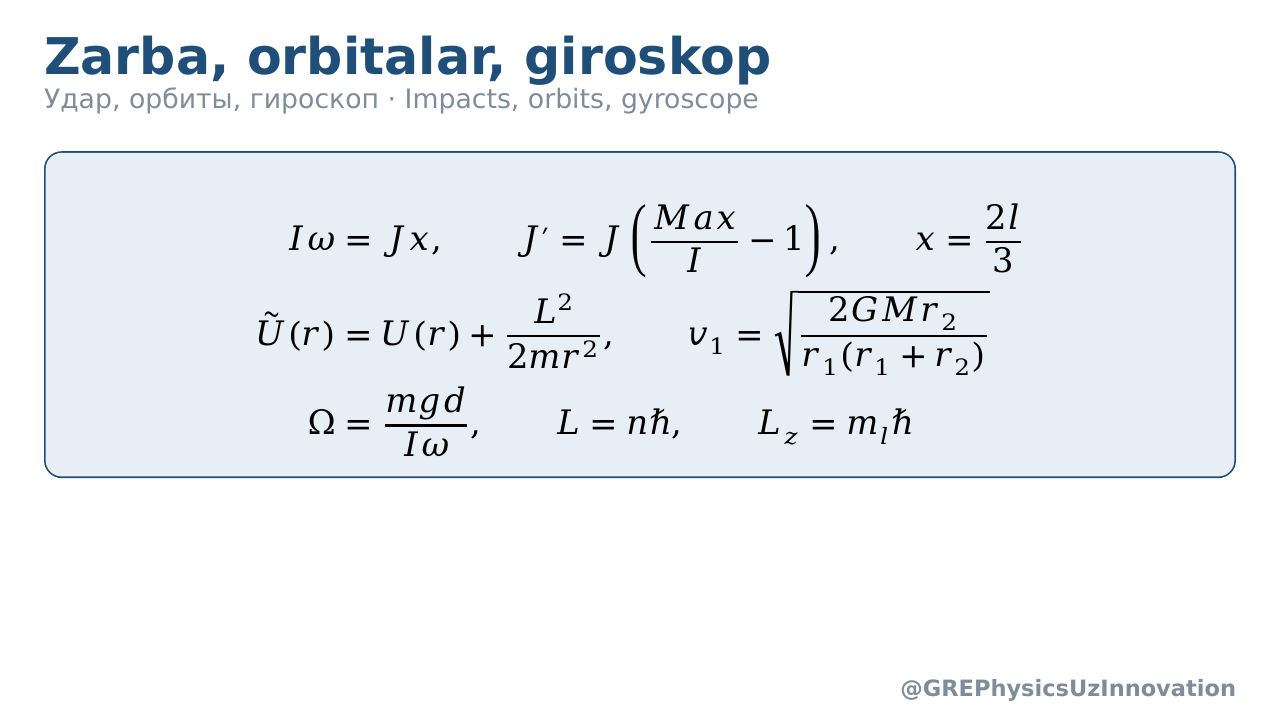 Zarba, orbitalar, giroskop
Удар, орбиты, гироскоп · Impacts, orbits, gyroscope
Iω = Jx, J′ = J(Max/I − 1), x = 2l/3
Ũ(r) = U(r) + L²/2mr², v₁ = √(2GMr₂/r₁(r₁ + r₂))
Ω = mgd/Iω, L = nℏ, L_z = m_lℏ
@GREPhysicsUzInnovation